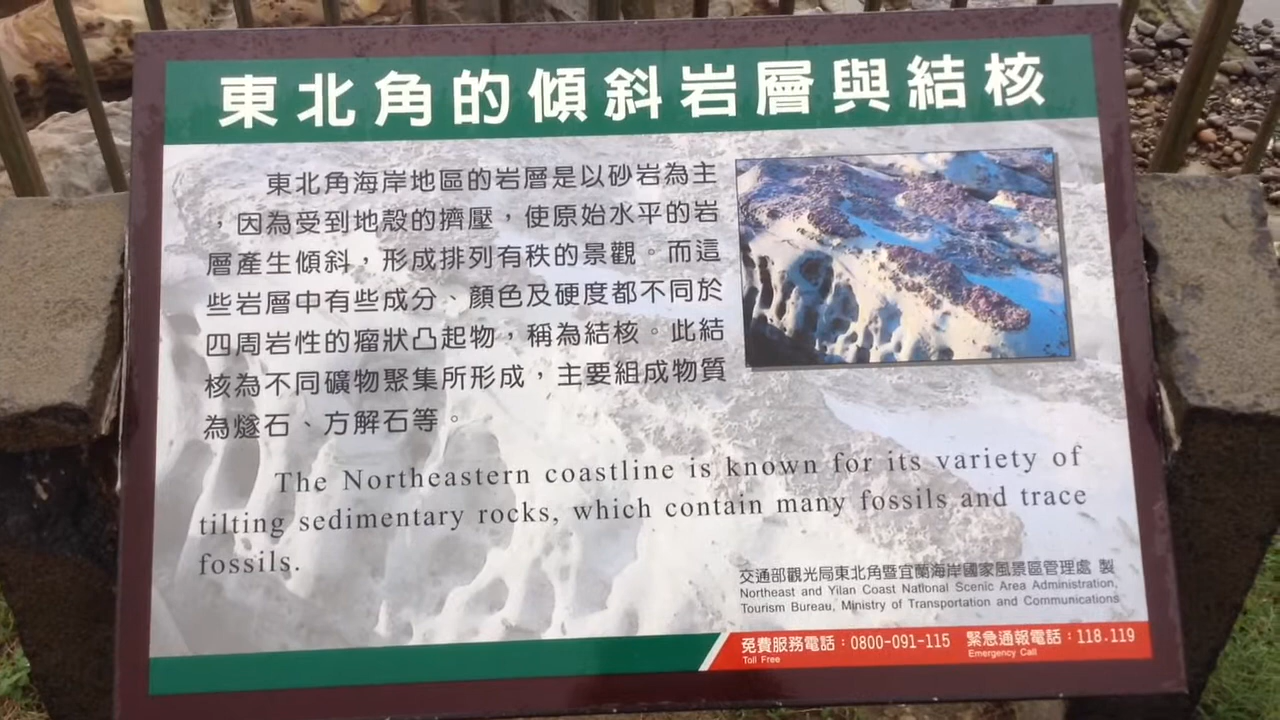 東北角的傾斜岩層與結核
東北角海岸地區的岩層是以砂岩為主
，因為受到地殼的擠壓，使原始水平的岩
層產生傾斜，形成排列有秩的景觀。而這
些岩層中有些成分、顏色及硬度都不同於
四周岩性的瘤狀凸起物，稱為結核。此結
核為不同礦物聚集所形成，主要組成物質
為燧石、方解石等。
The Northeastern coastline is known for its variety of
tilting sedimentary rocks, which contain many fossils and trace
fossils.
交通部觀光局東北角暨宜蘭海岸國家風景區管理處 製
Northeast and Yilan Coast National Scenic Area Administration,
Tourism Bureau, Ministry of Transportation and Communications
免費服務電話：0800-091-115 緊急通報電話：118.119
Toll Free Emergency Call